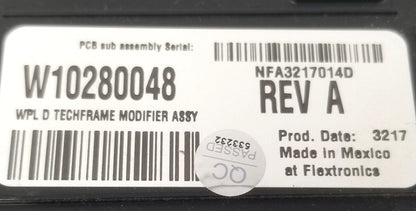 PCB sub assembly Serial:
NFA3217014D
W10280048
REV A
WPL D TECHFRAME MODIFIER ASSY
Prod. Date: 3217
Made in Mexico
at Flextronics
QC
PASSED
533232